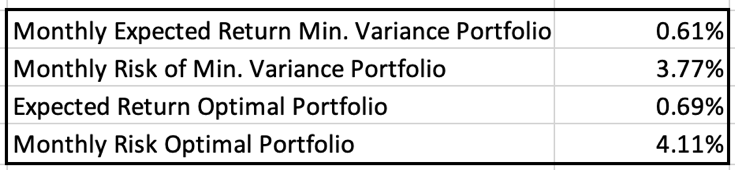 Monthly Expected Return Min. Variance Portfolio 0.61%
Monthly Risk of Min. Variance Portfolio 3.77%
Expected Return Optimal Portfolio 0.69%
Monthly Risk Optimal Portfolio 4.11%